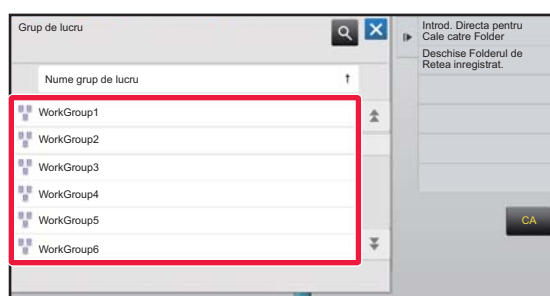 Grup de lucru
Nume grup de lucru ↑
WorkGroup1
WorkGroup2
WorkGroup3
WorkGroup4
WorkGroup5
WorkGroup6
Introd. Directa pentru
Cale catre Folder
Deschise Folderul de
Retea inregistrat.
CA